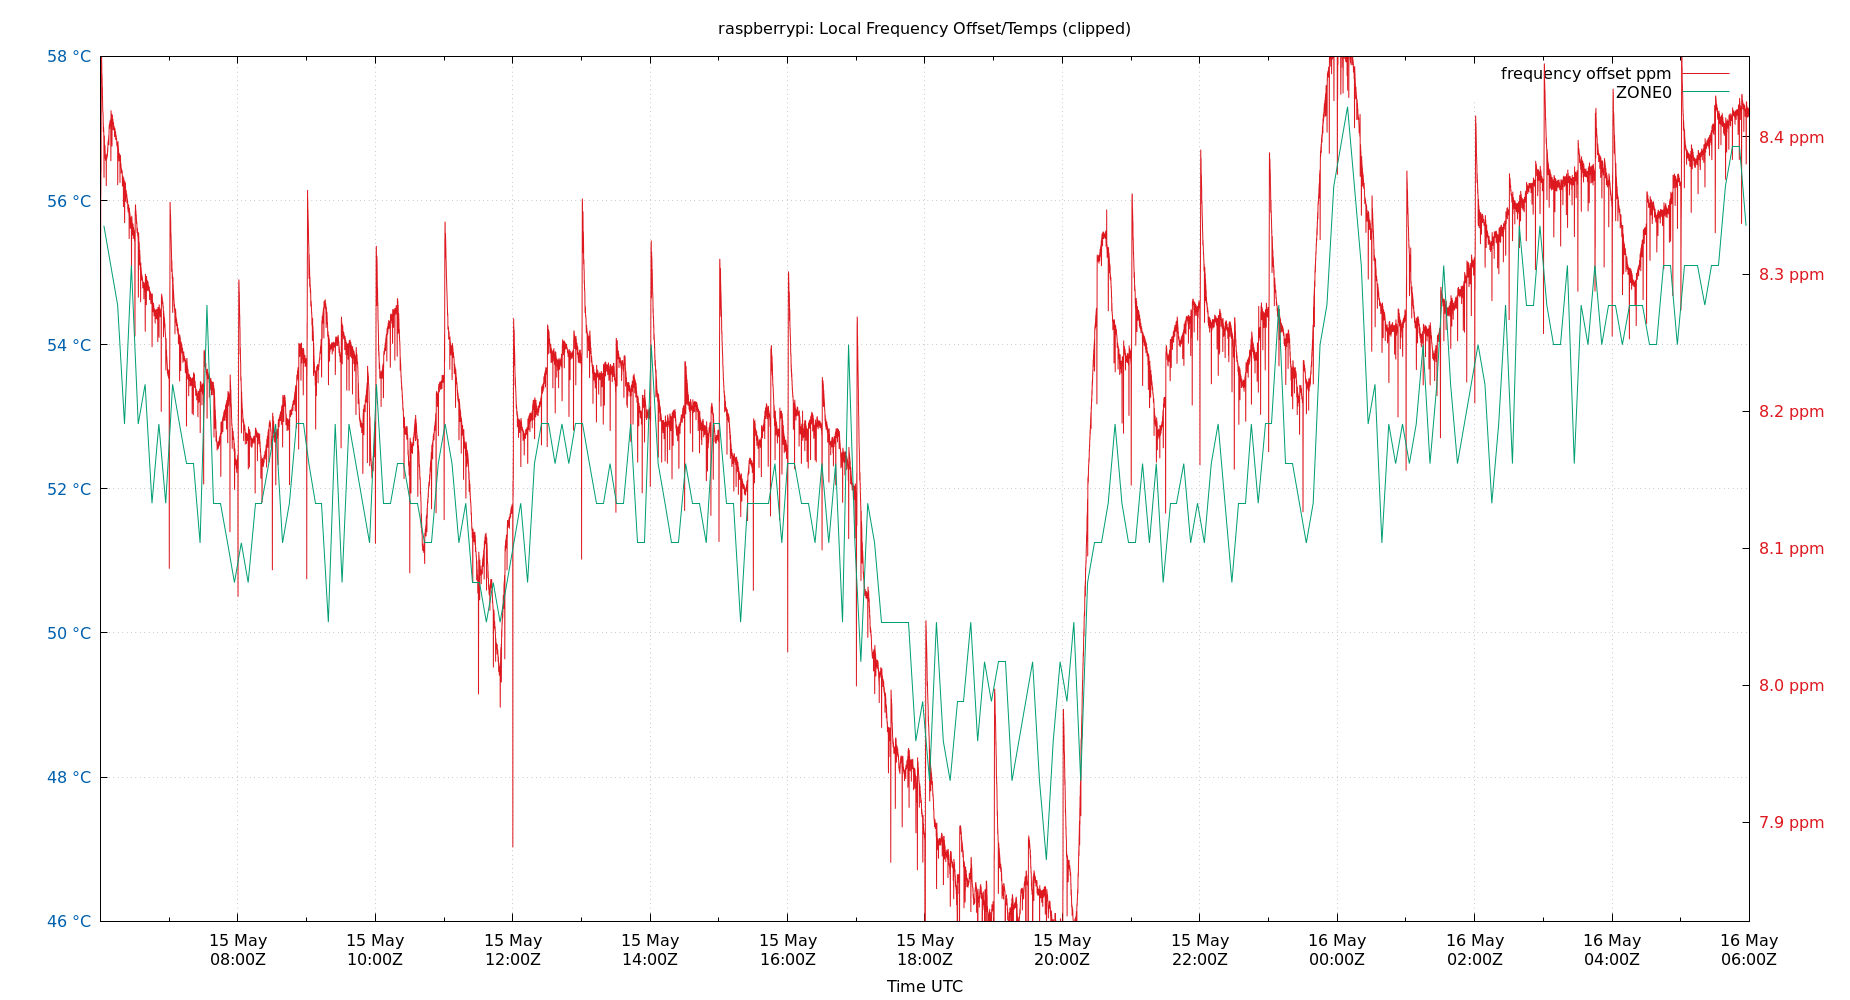 raspberrypi: Local Frequency Offset/Temps (clipped)
58 °C
56 °C
54 °C
52 °C
50 °C
48 °C
46 °C
frequency offset ppm
ZONE0
8.4 ppm
8.3 ppm
8.2 ppm
8.1 ppm
8.0 ppm
7.9 ppm
15 May 15 May 15 May 15 May 15 May 15 May 15 May 15 May 16 May 16 May 16 May 16 May
08:00Z 10:00Z 12:00Z 14:00Z 16:00Z 18:00Z 20:00Z 22:00Z 00:00Z 02:00Z 04:00Z 06:00Z
Time UTC